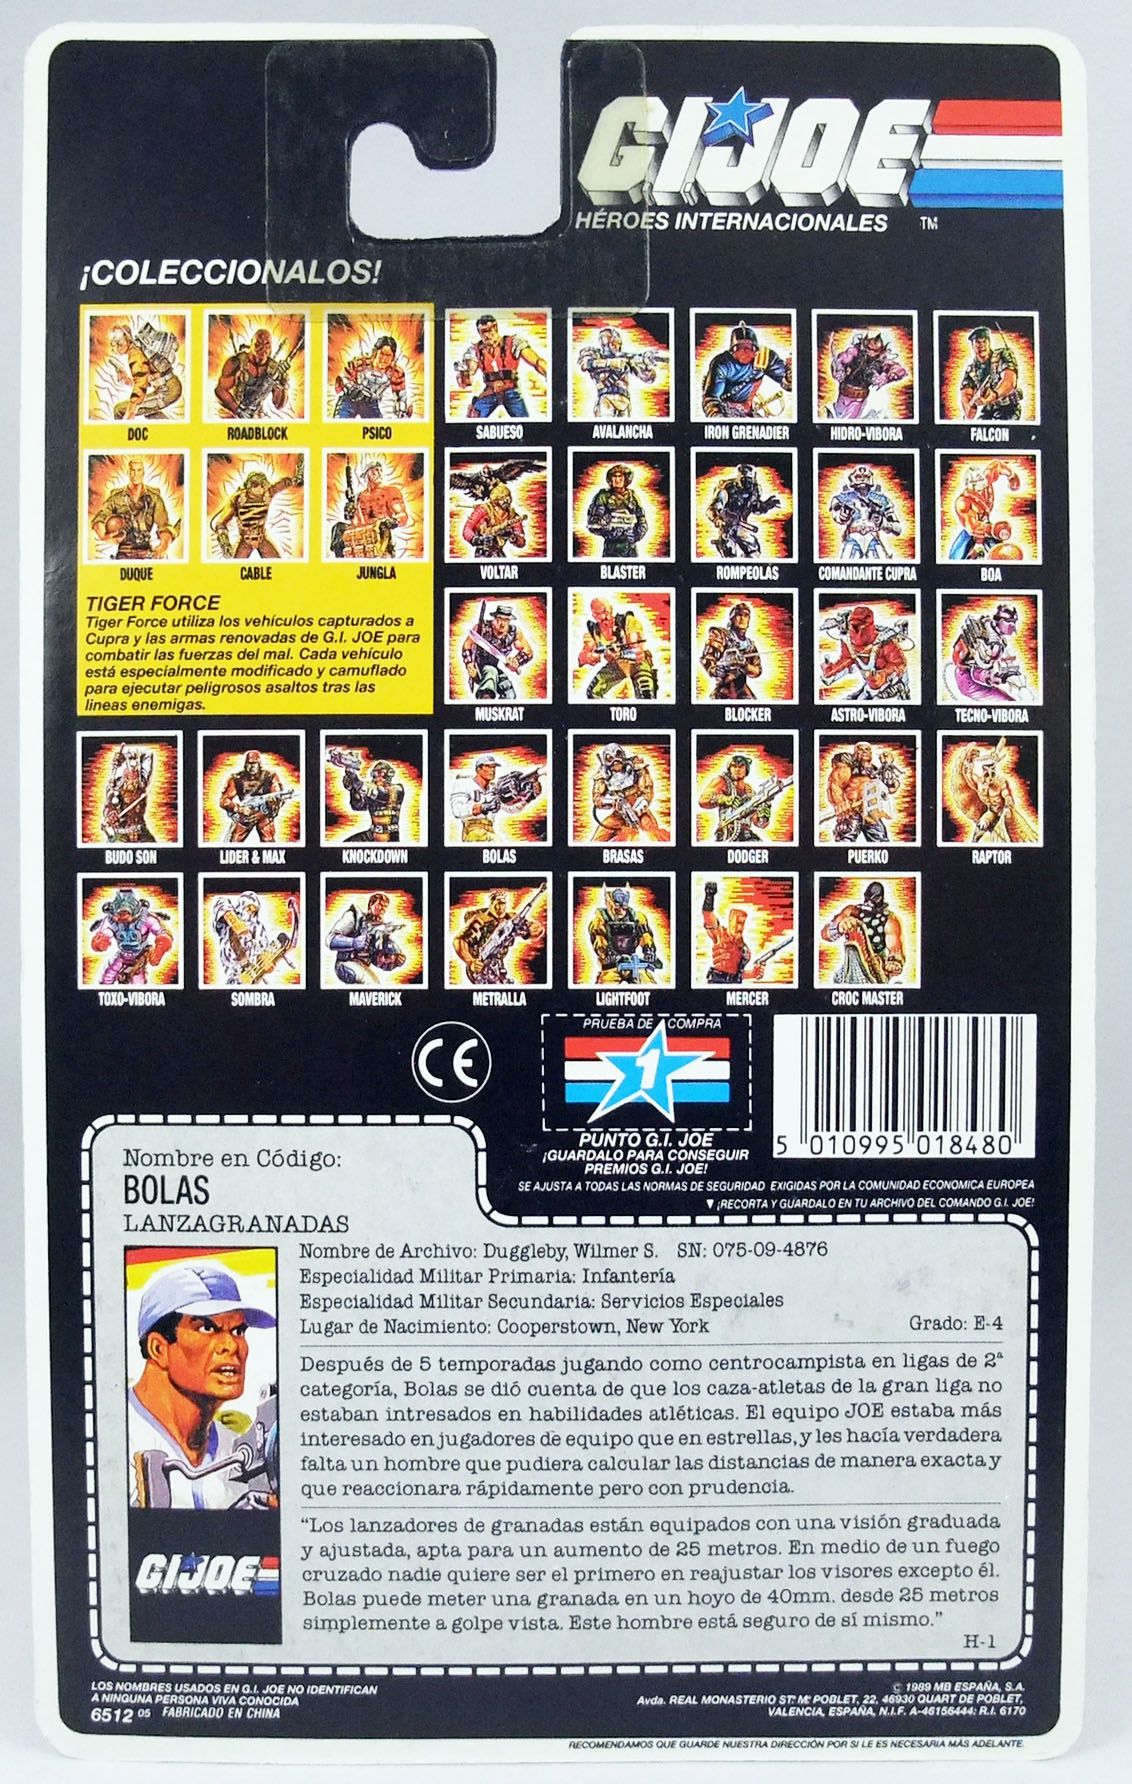 GIJOE
HÉROES INTERNACIONALES TM
¡COLECCIONALOS!
DOC ROADBLOCK PSICO SABUESO AVALANCHA IRON GRENADIER HIDRO-VIBORA FALCON
DUQUE CABLE JUNGLA VOLTAR BLASTER ROMPEOLAS COMANDANTE CUPRA BOA
TIGER FORCE
Tiger Force utiliza los vehículos capturados a
Cupra y las armas renovadas de G.I. JOE para
combatir las fuerzas del mal. Cada vehículo
está especialmente modificado y camuflado
para ejecutar peligrosos asaltos tras las
lineas enemigas.
MUSKRAT TORO BLOCKER ASTRO-VIBORA TECNO-VIBORA
BUDO SON LIDER & MAX KNOCKDOWN BOLAS BRASAS DODGER PUERKO RAPTOR
TOXO-VIBORA SOMBRA MAVERICK METRALLA LIGHTFOOT MERCER CROC MASTER
CE
PRUEBA DE COMPRA
1
PUNTO G.I. JOE
¡GUARDALO PARA CONSEGUIR
PREMIOS G.I. JOE!
5 010995 018480
SE AJUSTA A TODAS LAS NORMAS DE SEGURIDAD EXIGIDAS POR LA COMUNIDAD ECONOMICA EUROPEA
▼ ¡RECORTA Y GUARDALO EN TU ARCHIVO DEL COMANDO G.I. JOE!
Nombre en Código:
BOLAS
LANZAGRANADAS
Nombre de Archivo: Duggleby, Wilmer S. SN: 075-09-4876
Especialidad Militar Primaria: Infantería
Especialidad Militar Secundaria: Servicios Especiales
Lugar de Nacimiento: Cooperstown, New York Grado: E-4
Después de 5 temporadas jugando como centrocampista en ligas de 2ª
categoría, Bolas se dió cuenta de que los caza-atletas de la gran liga no
estaban intresados en habilidades atléticas. El equipo JOE estaba más
interesado en jugadores de equipo que en estrellas, y les hacía verdadera
falta un hombre que pudiera calcular las distancias de manera exacta y
que reaccionara rápidamente pero con prudencia.
"Los lanzadores de granadas están equipados con una visión graduada
y ajustada, apta para un aumento de 25 metros. En medio de un fuego
cruzado nadie quiere ser el primero en reajustar los visores excepto él.
Bolas puede meter una granada en un hoyo de 40mm. desde 25 metros
simplemente a golpe vista. Este hombre está seguro de sí mismo."
H-1
GIJOE
LOS NOMBRES USADOS EN G.I. JOE NO IDENTIFICAN
A NINGUNA PERSONA VIVA CONOCIDA
6512 05 FABRICADO EN CHINA
© 1989 MB ESPAÑA, S.A.
Avda. REAL MONASTERIO STª Mª POBLET, 22, 46930 QUART DE POBLET,
VALENCIA, ESPAÑA, N.I.F. A-46156444: R.I. 6170
RECOMENDAMOS QUE GUARDE NUESTRA DIRECCIÓN POR SI LE ES NECESARIA MÁS ADELANTE.